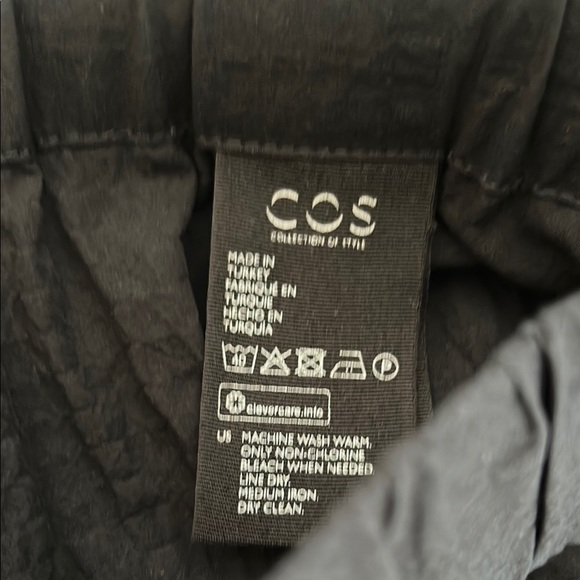 COS
COLLECTION OF STYLE
MADE IN
TURKEY
FABRIQUÉ EN
TURQUIE
HECHO EN
TURQUIA
40 P
clevercare.info
US MACHINE WASH WARM,
ONLY NON-CHLORINE
BLEACH WHEN NEEDED
LINE DRY,
MEDIUM IRON,
DRY CLEAN.